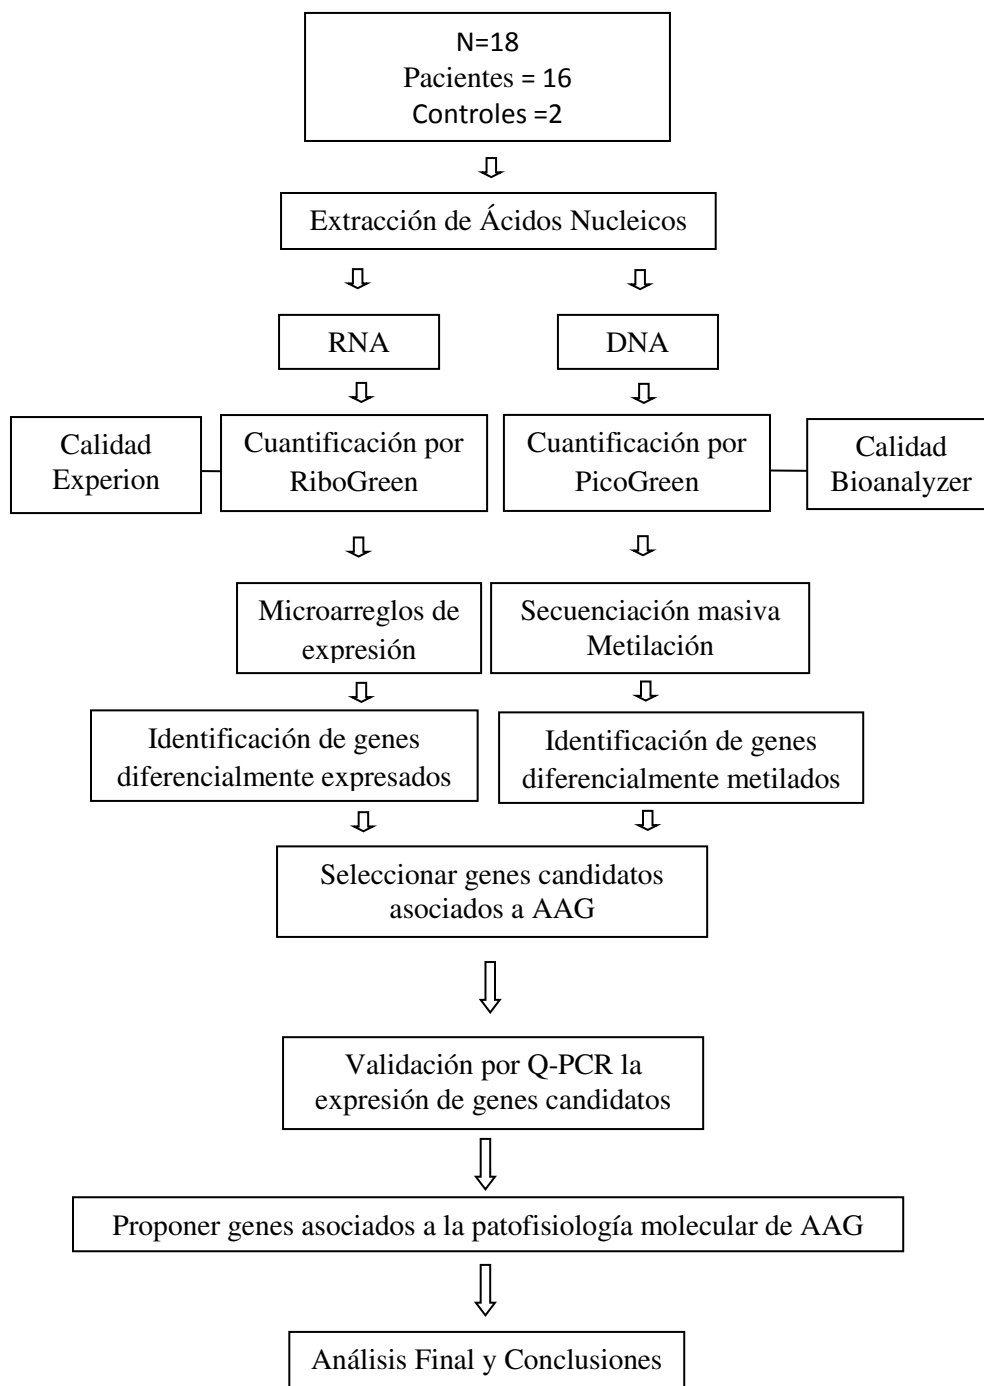 N=18
Pacientes = 16
Controles =2
Extracción de Ácidos Nucleicos
RNA
DNA
Calidad
Experion
Cuantificación por
RiboGreen
Cuantificación por
PicoGreen
Calidad
Bioanalyzer
Microarreglos de
expresión
Secuenciación masiva
Metilación
Identificación de genes
diferencialmente expresados
Identificación de genes
diferencialmente metilados
Seleccionar genes candidatos
asociados a AAG
Validación por Q-PCR la
expresión de genes candidatos
Proponer genes asociados a la patofisiología molecular de AAG
Análisis Final y Conclusiones